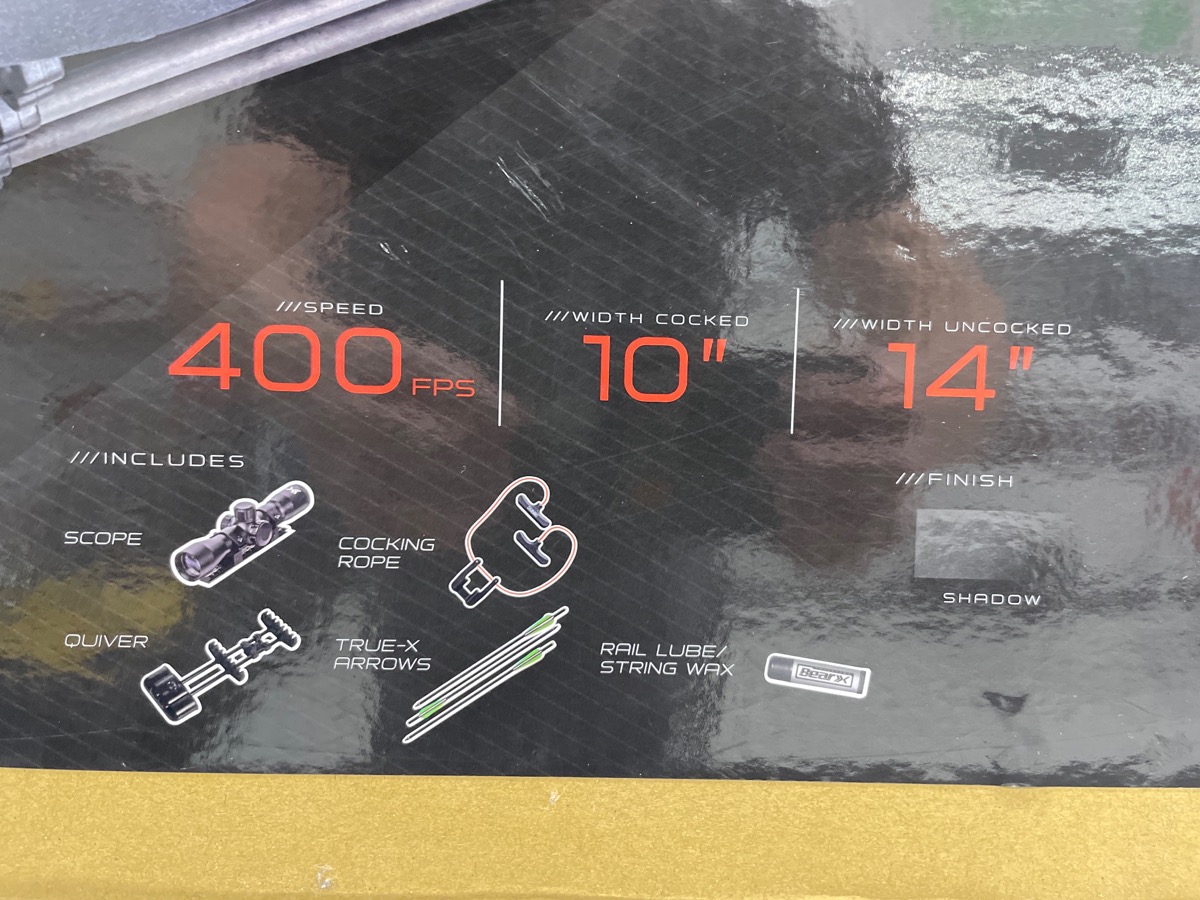 ///SPEED
400 FPS
///WIDTH COCKED
10"
///WIDTH UNCOCKED
14"
///INCLUDES
SCOPE
COCKING
ROPE
QUIVER
TRUE-X
ARROWS
RAIL LUBE/
STRING WAX
BearX
///FINISH
SHADOW